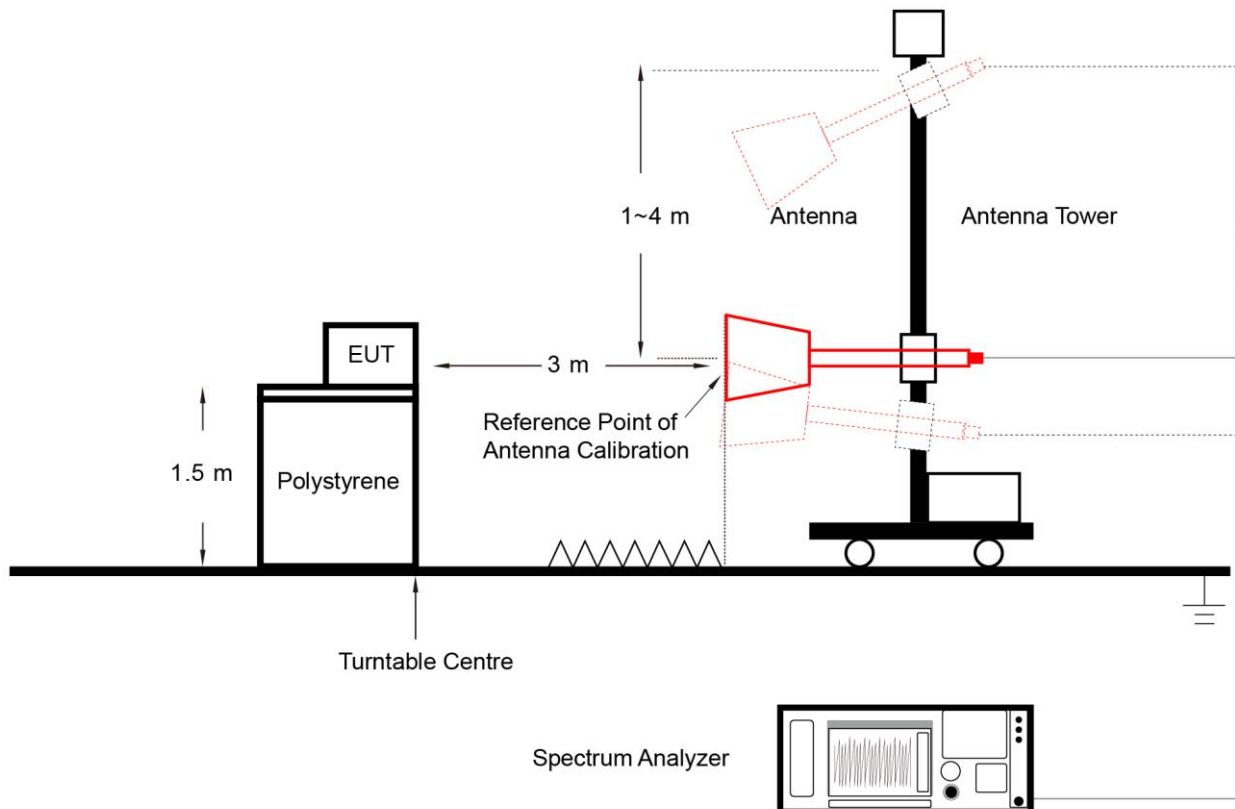 1~4 m
Antenna
Antenna Tower
EUT
3 m
Reference Point of
Antenna Calibration
1.5 m
Polystyrene
Turntable Centre
Spectrum Analyzer